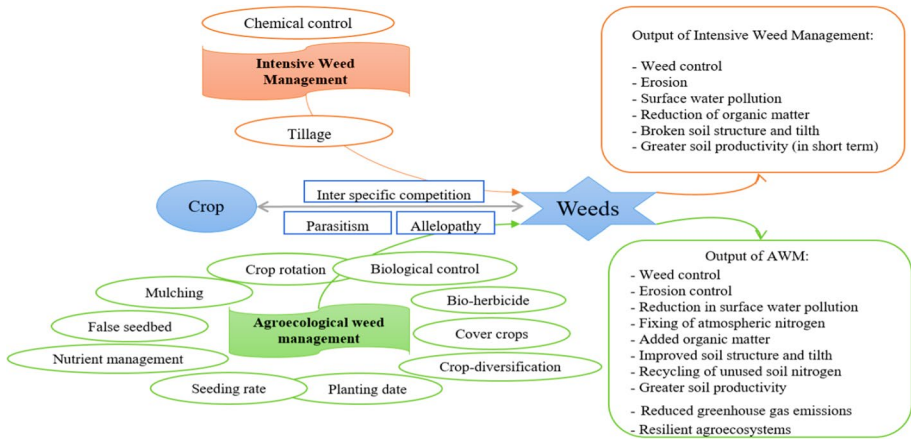 Chemical control
Intensive Weed
Management
Tillage
Output of Intensive Weed Management:
- Weed control
- Erosion
- Surface water pollution
- Reduction of organic matter
- Broken soil structure and tilth
- Greater soil productivity (in short term)
Inter specific competition
Crop
Weeds
Parasitism
Allelopathy
Crop rotation
Biological control
Mulching
Bio-herbicide
False seedbed
Agroecological weed
management
Cover crops
Nutrient management
Crop-diversification
Seeding rate
Planting date
Output of AWM:
- Weed control
- Erosion control
- Reduction in surface water pollution
- Fixing of atmospheric nitrogen
- Added organic matter
- Improved soil structure and tilth
- Recycling of unused soil nitrogen
- Greater soil productivity
- Reduced greenhouse gas emissions
- Resilient agroecosystems